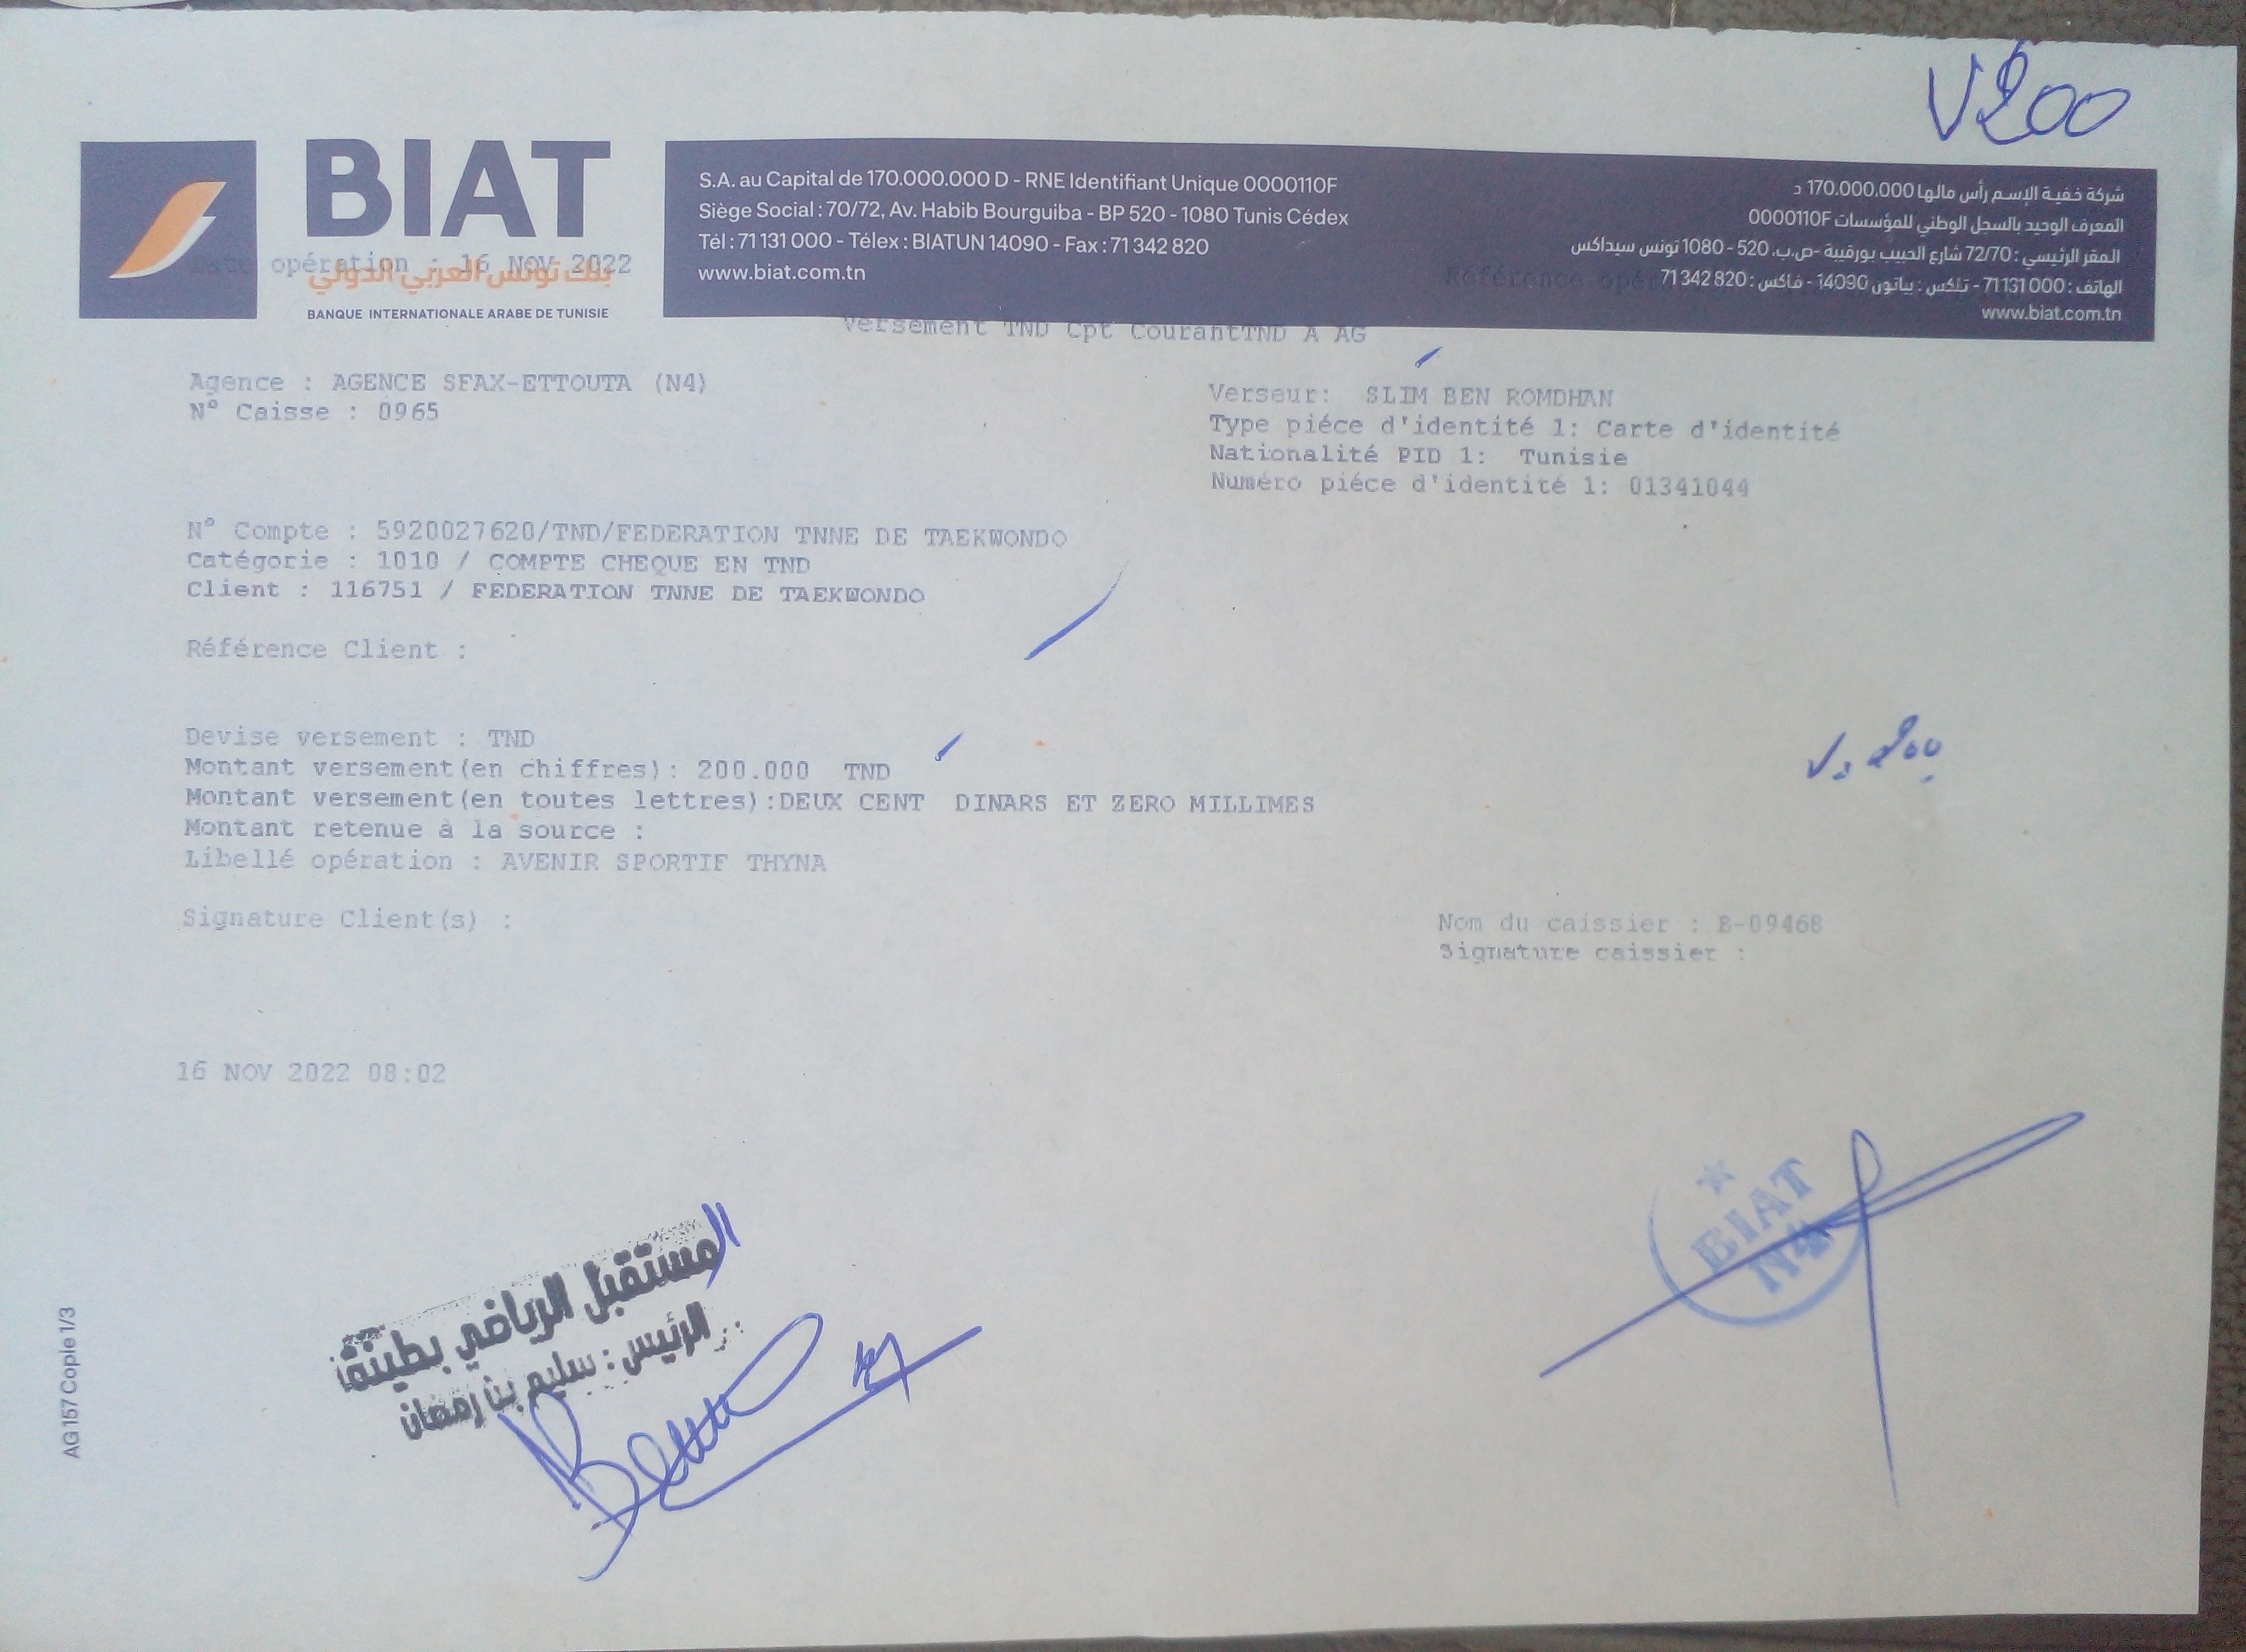 V 200
BIAT
بنك تونس العربي الدولي
BANQUE INTERNATIONALE ARABE DE TUNISIE
S.A. au Capital de 170.000.000 D - RNE Identifiant Unique 0000110F
Siège Social : 70/72, Av. Habib Bourguiba - BP 520 - 1080 Tunis Cédex
Tél : 71 131 000 - Télex : BIATUN 14090 - Fax : 71 342 820
www.biat.com.tn
شركة خفية الإسم رأس مالها 170.000.000 د
المعرف الوحيد بالسجل الوطني للمؤسسات 0000110F
المقر الرئيسي : 72/70 شارع الحبيب بورقيبة -ص.ب. 520 - 1080 تونس سيداكس
الهاتف : 71 131 000 - تلكس : بياتون 14090 - فاكس : 71 342 820
www.biat.com.tn
Date opération : 16 NOV 2022
Référence
Versement TND Cpt CourantTND A AG
Agence : AGENCE SFAX-ETTOUTA (N4)
N° Caisse : 0965
Verseur: SLIM BEN ROMDHAN
Type piéce d'identité 1: Carte d'identité
Nationalité PID 1: Tunisie
Numéro piéce d'identité 1: 01341044
N° Compte : 5920027620/TND/FEDERATION TNNE DE TAEKWONDO
Catégorie : 1010 / COMPTE CHEQUE EN TND
Client : 116751 / FEDERATION TNNE DE TAEKWONDO
Référence Client :
Devise versement : TND
Montant versement(en chiffres): 200.000 TND
V. 200
Montant versement(en toutes lettres):DEUX CENT DINARS ET ZERO MILLIMES
Montant retenue à la source :
Libellé opération : AVENIR SPORTIF THYNA
Signature Client(s) :
Nom du caissier : B-09468
Signature caissier :
16 NOV 2022 08:02
BIAT
N4
المستقبل الرياضي بطينة
الرئيس : سليم بن رمضان
AG 157 Copie 1/3